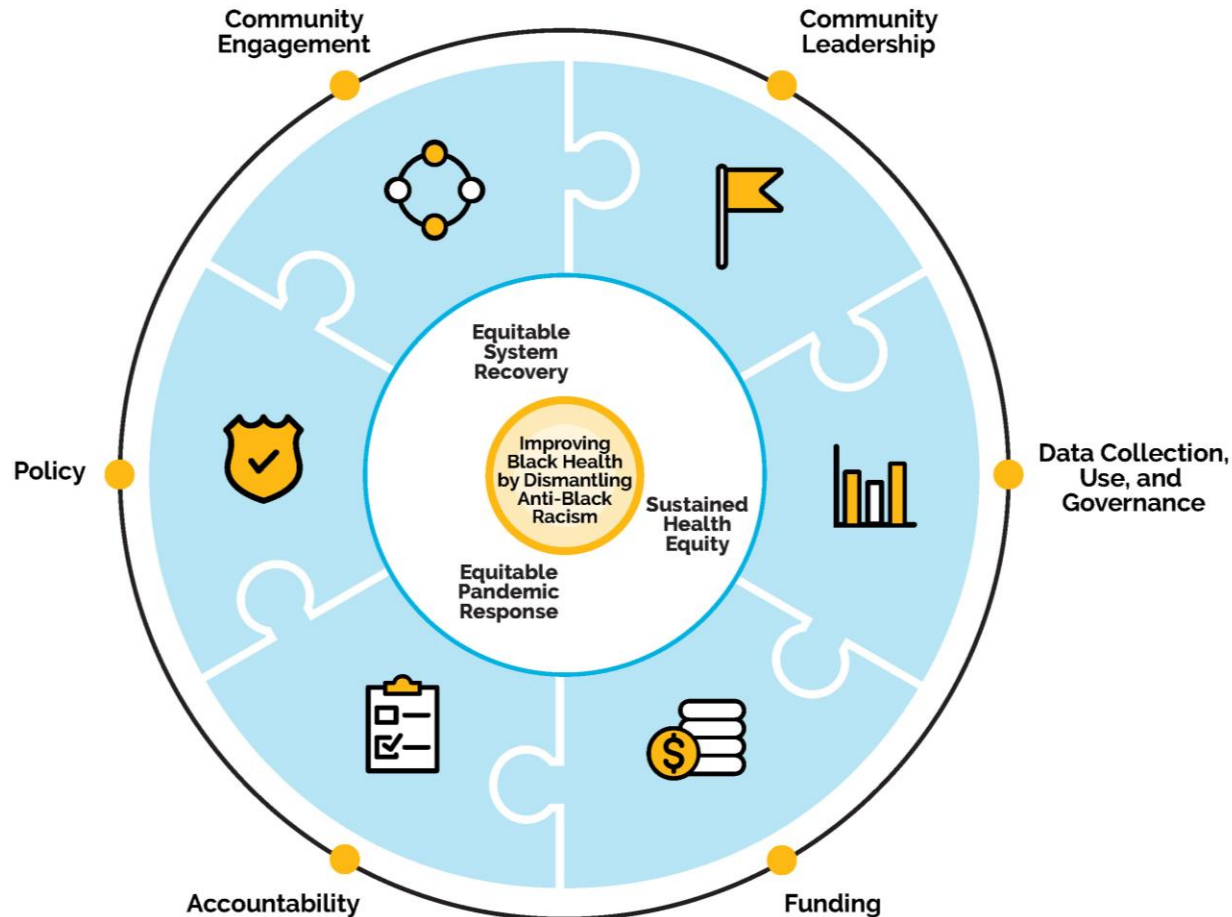 Community
Engagement
Community
Leadership
Equitable
System
Recovery
Improving
Black Health
by Dismantling
Anti-Black
Racism
Policy
Data Collection,
Use, and
Governance
Sustained
Health
Equity
Equitable
Pandemic
Response
$
Accountability
Funding